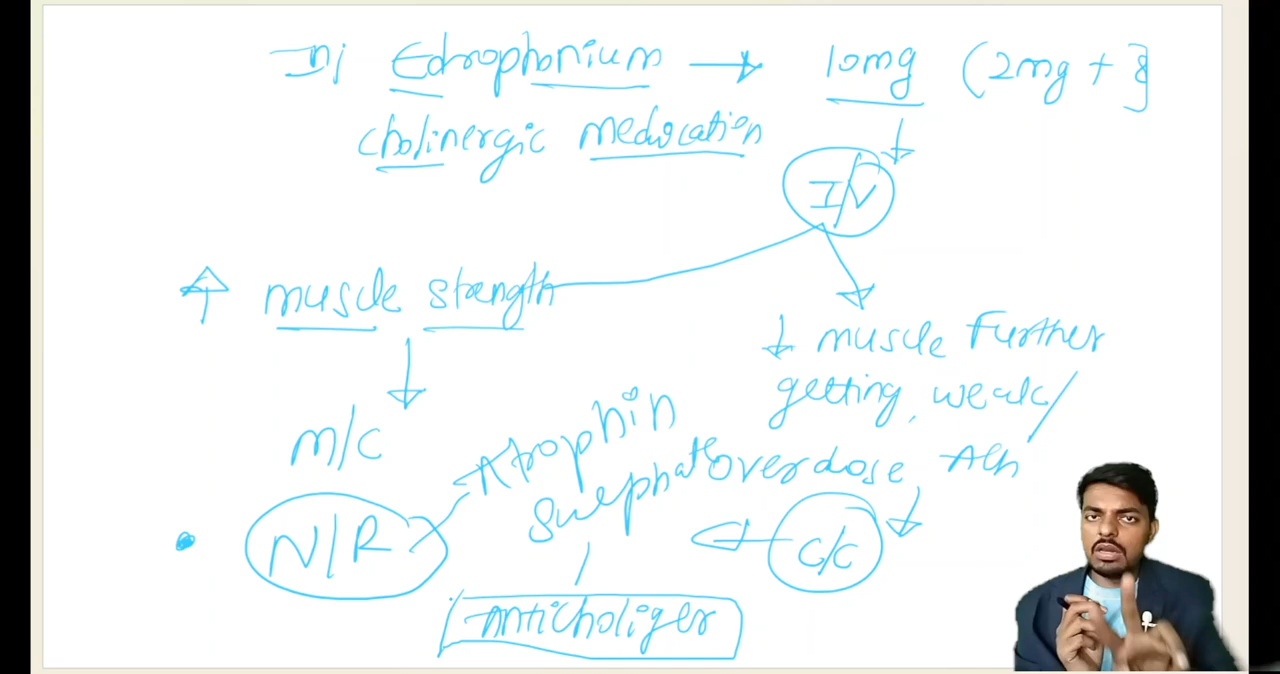 Inj Edrophonium → 10mg (2mg + 8
cholinergic medication
I/V
↑ muscle strength
↓ muscle Further
getting weak/
overdose Ach
M/C
Atrophin
Sulphate
N/R
C/C
Anticholiger